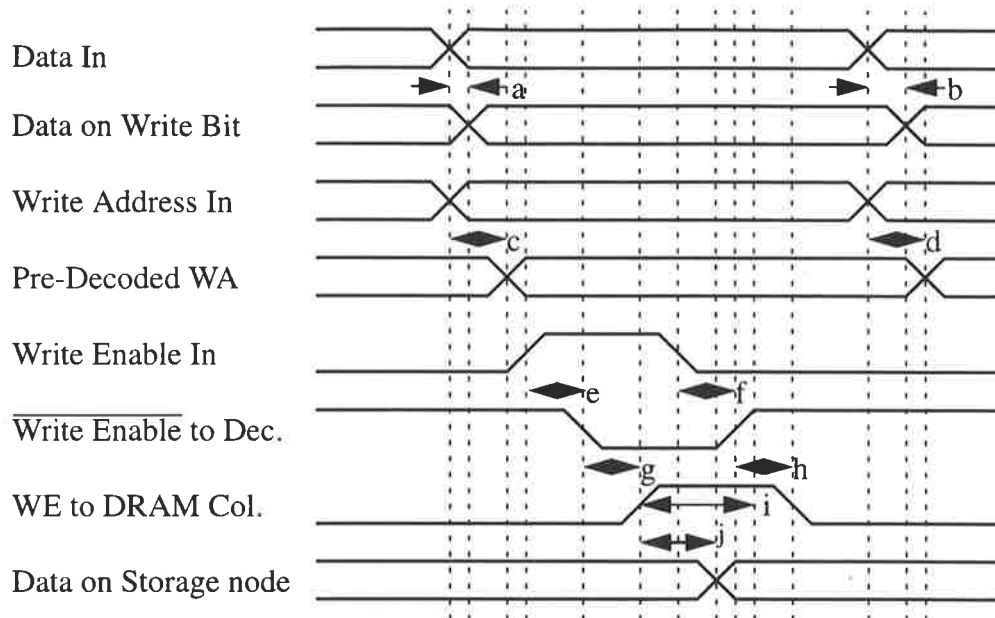 Data In
a
b
Data on Write Bit
Write Address In
c
d
Pre-Decoded WA
Write Enable In
e
f
Write Enable to Dec.
g
h
WE to DRAM Col.
i
j
Data on Storage node